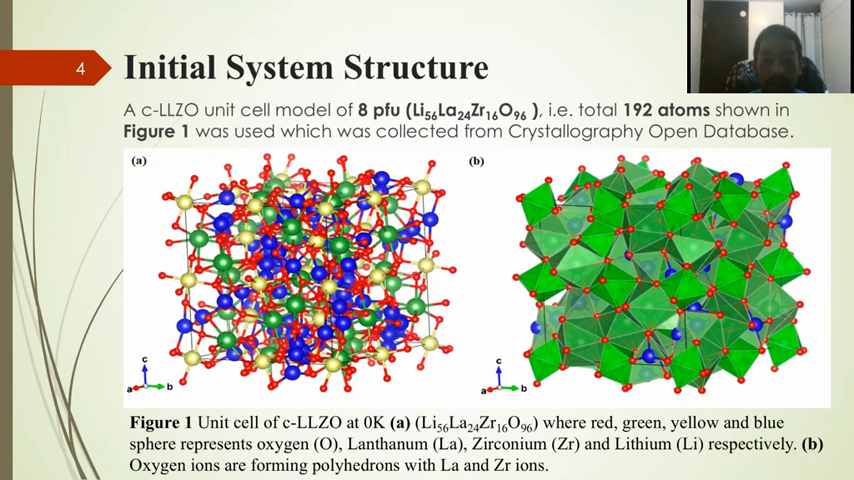 4
Initial System Structure
A c-LLZO unit cell model of 8 pfu (Li₅₆La₂₄Zr₁₆O₉₆ ), i.e. total 192 atoms shown in
Figure 1 was used which was collected from Crystallography Open Database.
(a)
(b)
c
a
b
c
a
b
Figure 1 Unit cell of c-LLZO at 0K (a) (Li₅₆La₂₄Zr₁₆O₉₆) where red, green, yellow and blue
sphere represents oxygen (O), Lanthanum (La), Zirconium (Zr) and Lithium (Li) respectively. (b)
Oxygen ions are forming polyhedrons with La and Zr ions.